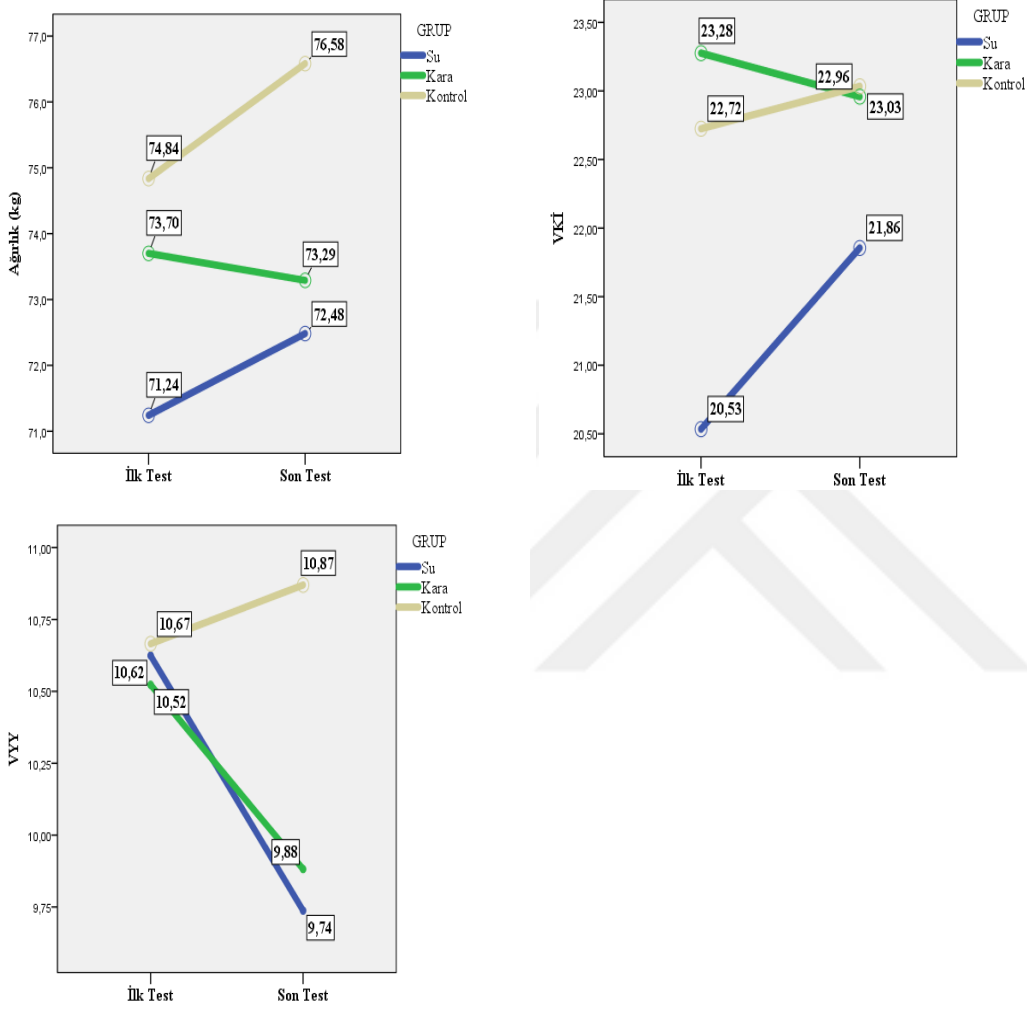 GRUP
Su
Kara
Kontrol
77,0
76,0
75,0
74,0
73,0
72,0
71,0
Ağırlık (kg)
76,58
74,84
73,70
73,29
72,48
71,24
İlk Test
Son Test
GRUP
Su
Kara
Kontrol
23,50
23,00
22,50
22,00
21,50
21,00
20,50
VKİ
23,28
22,96
22,72
23,03
21,86
20,53
İlk Test
Son Test
GRUP
Su
Kara
Kontrol
11,00
10,75
10,50
10,25
10,00
9,75
VYY
10,87
10,67
10,62
10,52
9,88
9,74
İlk Test
Son Test